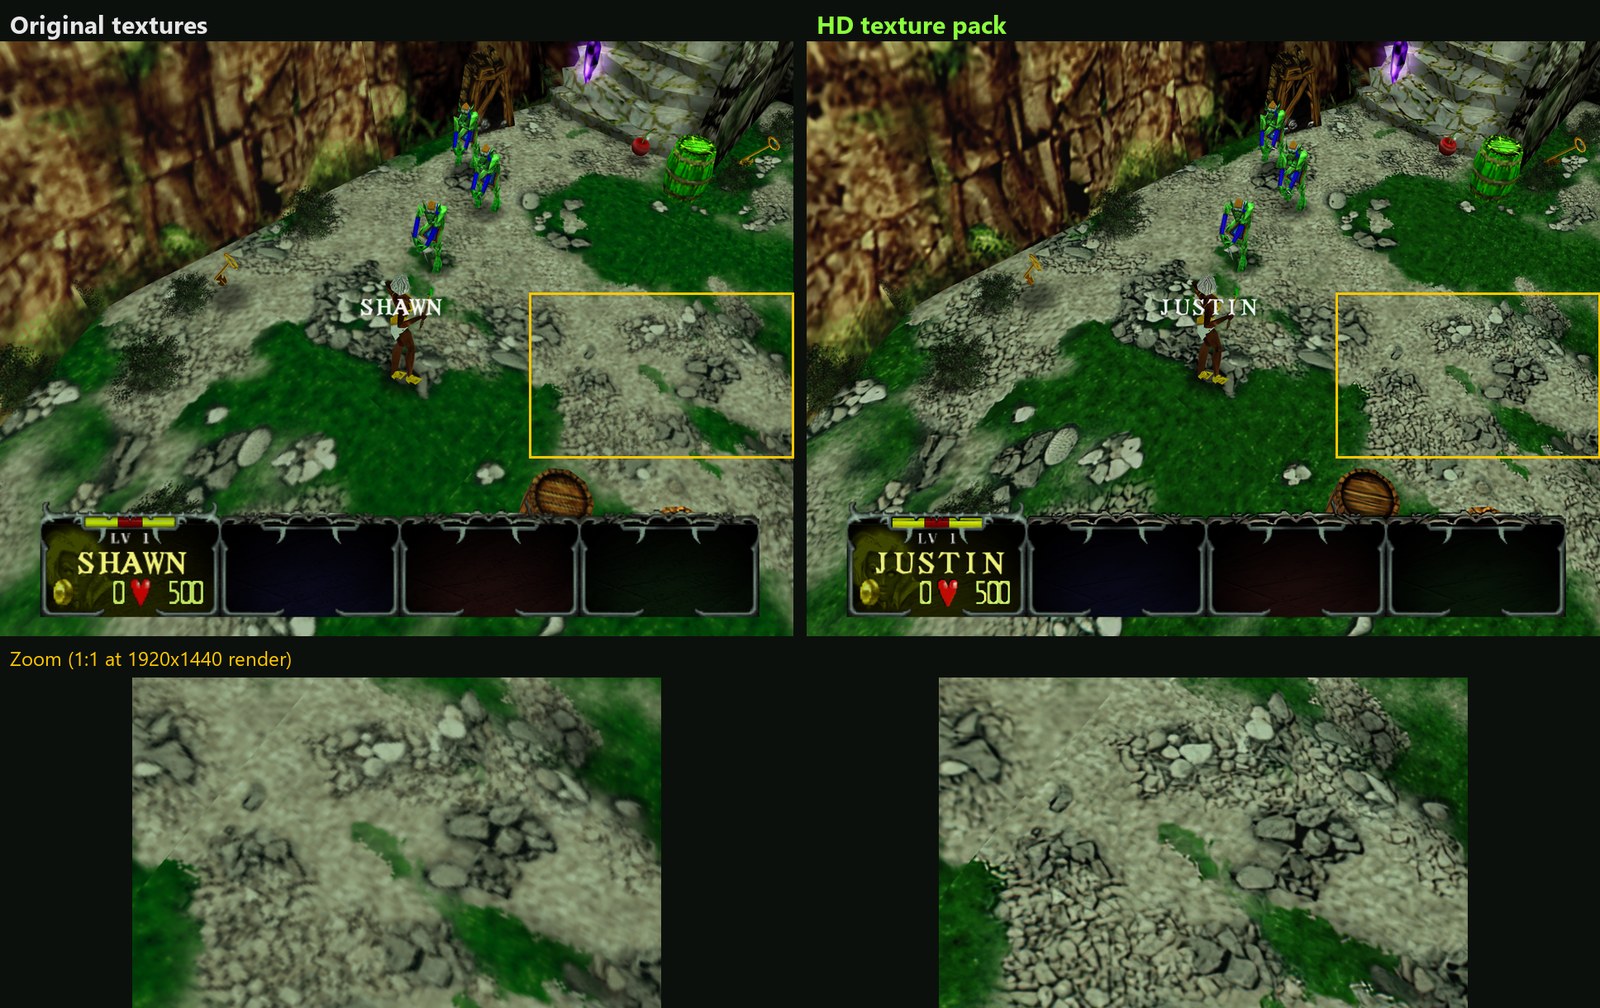 Original textures
HD texture pack
SHAWN
JUSTIN
LV 1
SHAWN
0 500
LV 1
JUSTIN
0 500
Zoom (1:1 at 1920x1440 render)